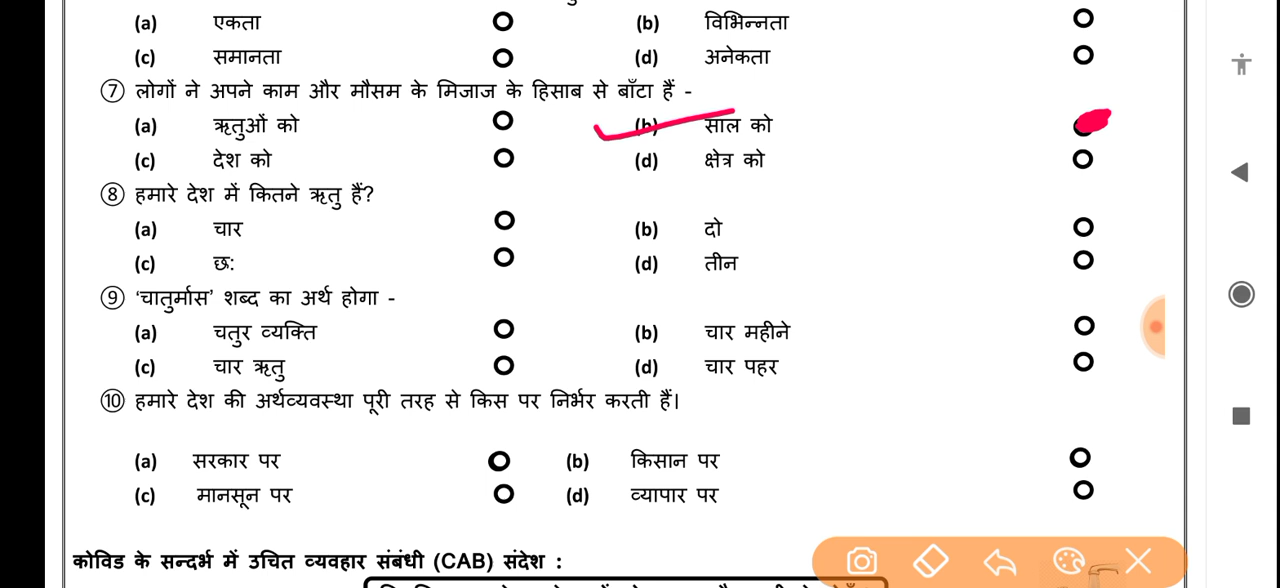 (a) एकता (b) विभिन्नता
(c) समानता (d) अनेकता
⑦ लोगों ने अपने काम और मौसम के मिजाज के हिसाब से बाँटा हैं -
(a) ऋतुओं को (b) साल को
(c) देश को (d) क्षेत्र को
⑧ हमारे देश में कितने ऋतु हैं?
(a) चार (b) दो
(c) छ: (d) तीन
⑨ ‘चातुर्मास’ शब्द का अर्थ होगा -
(a) चतुर व्यक्ति (b) चार महीने
(c) चार ऋतु (d) चार पहर
⑩ हमारे देश की अर्थव्यवस्था पूरी तरह से किस पर निर्भर करती हैं।
(a) सरकार पर (b) किसान पर
(c) मानसून पर (d) व्यापार पर
कोविड के सन्दर्भ में उचित व्यवहार संबंधी (CAB) संदेश :